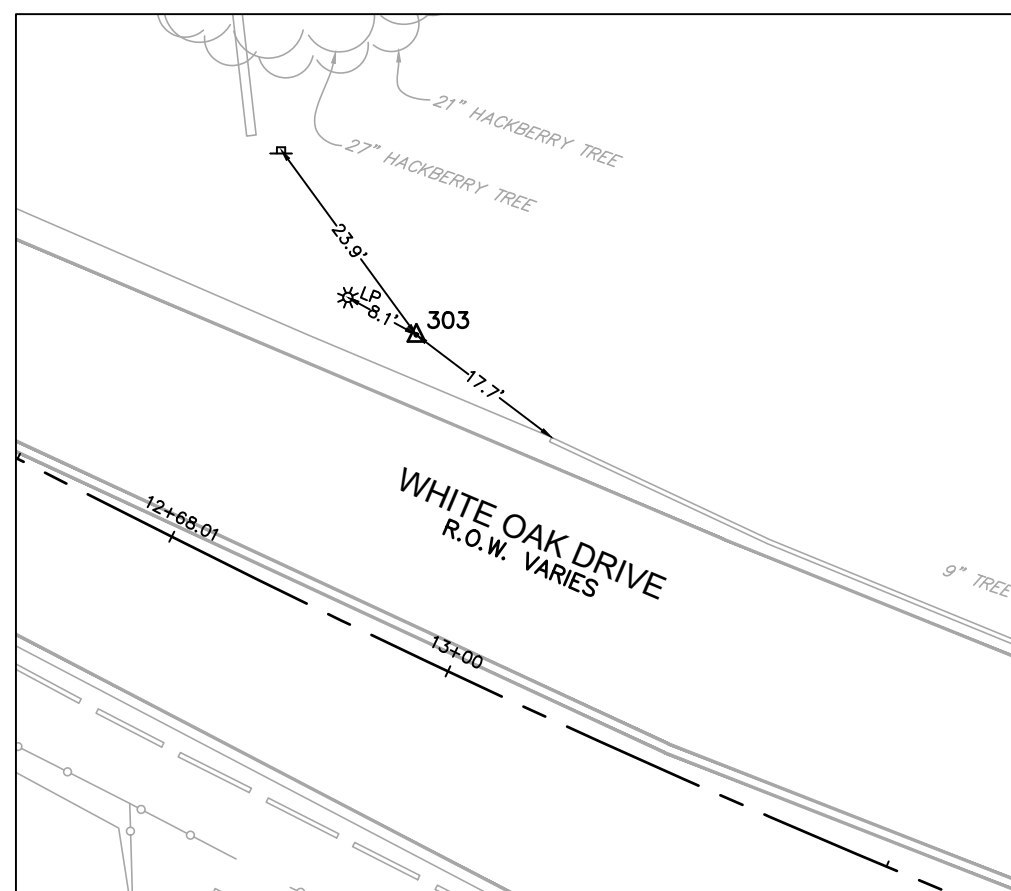 21" HACKBERRY TREE
27" HACKBERRY TREE
23.9'
LP
8.1'
303
17.7'
WHITE OAK DRIVE
R.O.W. VARIES
12+68.01
9" TREE
13+00